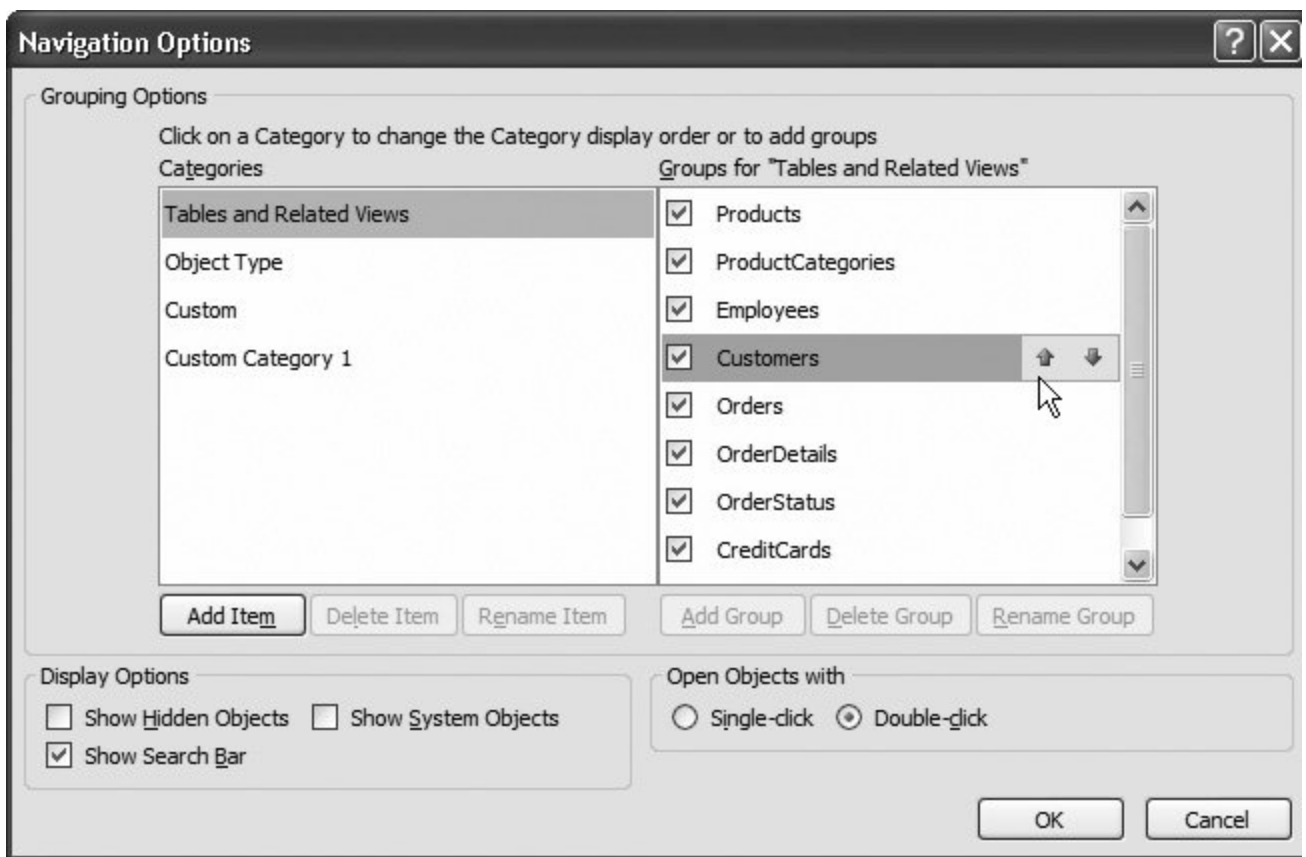 Navigation Options
Grouping Options
Click on a Category to change the Category display order or to add groups
Categories
Groups for "Tables and Related Views"
Tables and Related Views
Object Type
Custom
Custom Category 1
Products
ProductCategories
Employees
Customers
Orders
OrderDetails
OrderStatus
CreditCards
Add Item
Delete Item
Rename Item
Add Group
Delete Group
Rename Group
Display Options
Show Hidden Objects
Show System Objects
Show Search Bar
Open Objects with
Single-click
Double-click
OK
Cancel